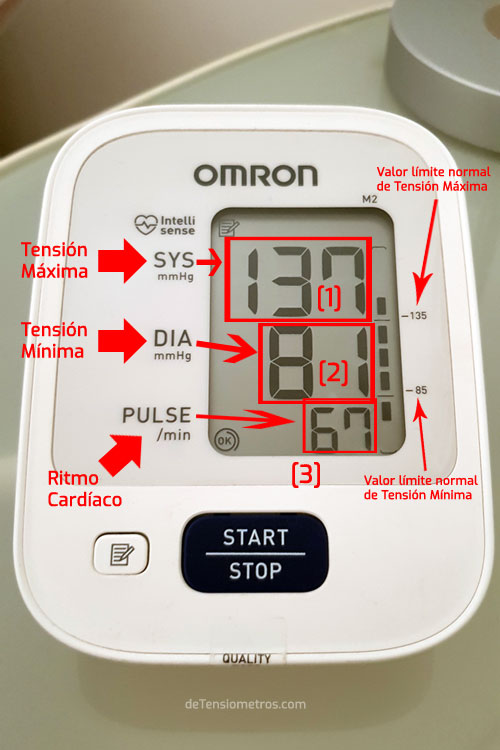 OMRON
Valor límite normal
de Tensión Máxima
M2
Intelli
sense
Tensión
Máxima
SYS
mmHg
137
(1)
-135
Tensión
Mínima
DIA
mmHg
81
(2)
-85
PULSE
/min
67
OK
(3)
Ritmo
Cardíaco
Valor límite normal
de Tensión Mínima
START
STOP
QUALITY
deTensiometros.com